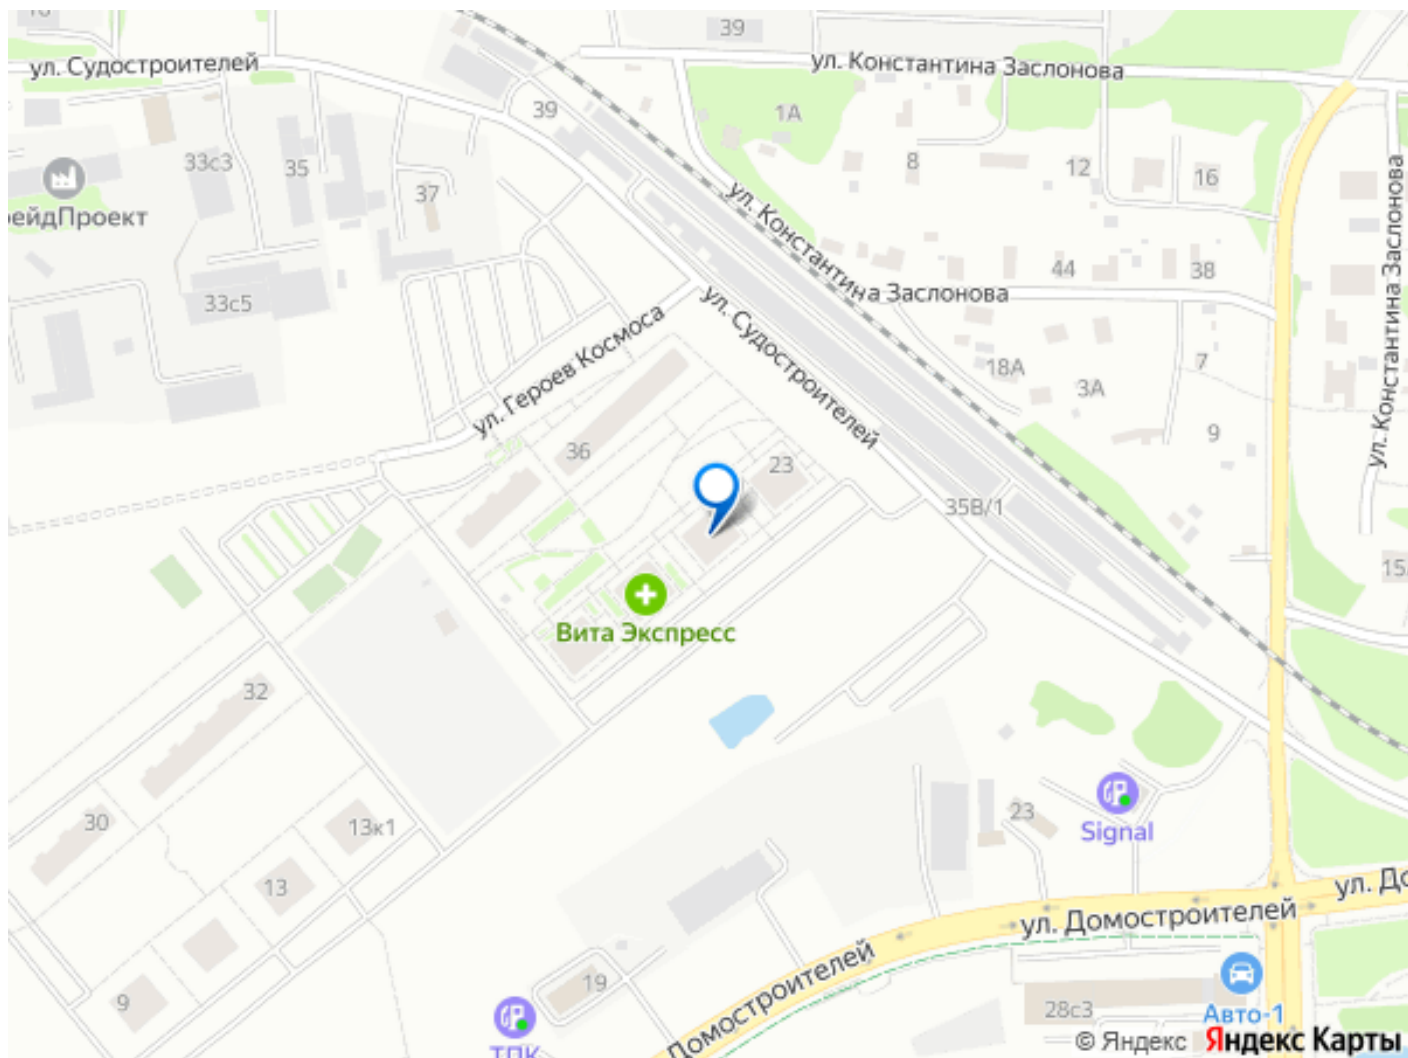 39
ул. Судостроителей
ул. Константина Заслонова
39
1А
33с3
35
8
12
16
37
ейдПроект
ул. Константина Заслонова
ул. Константина Заслонова
44
38
33с5
ул. Героев Космоса
ул. Судостроителей
18А
3А
7
9
36
23
35В/1
15
Вита Экспресс
32
30
13к1
13
9
23
Signal
ул. До
ул. Домостроителей
Домостроителей
19
28с3
Авто-1
ТПК
© Яндекс Яндекс Карты